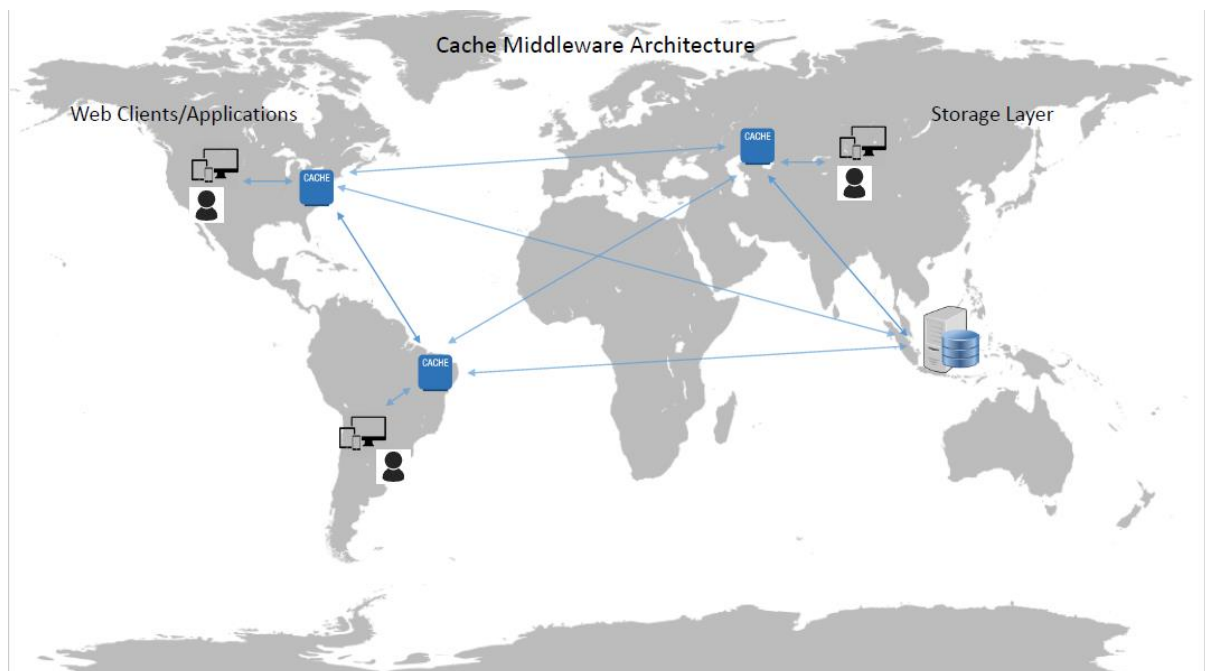 Cache Middleware Architecture
Web Clients/Applications
Storage Layer
CACHE
CACHE
CACHE